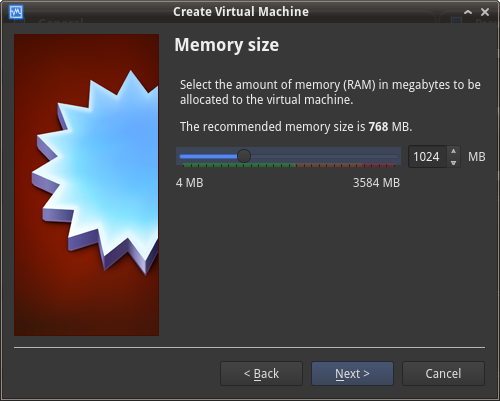 Create Virtual Machine
Memory size
Select the amount of memory (RAM) in megabytes to be
allocated to the virtual machine.
The recommended memory size is 768 MB.
1024 MB
4 MB 3584 MB
< Back Next > Cancel